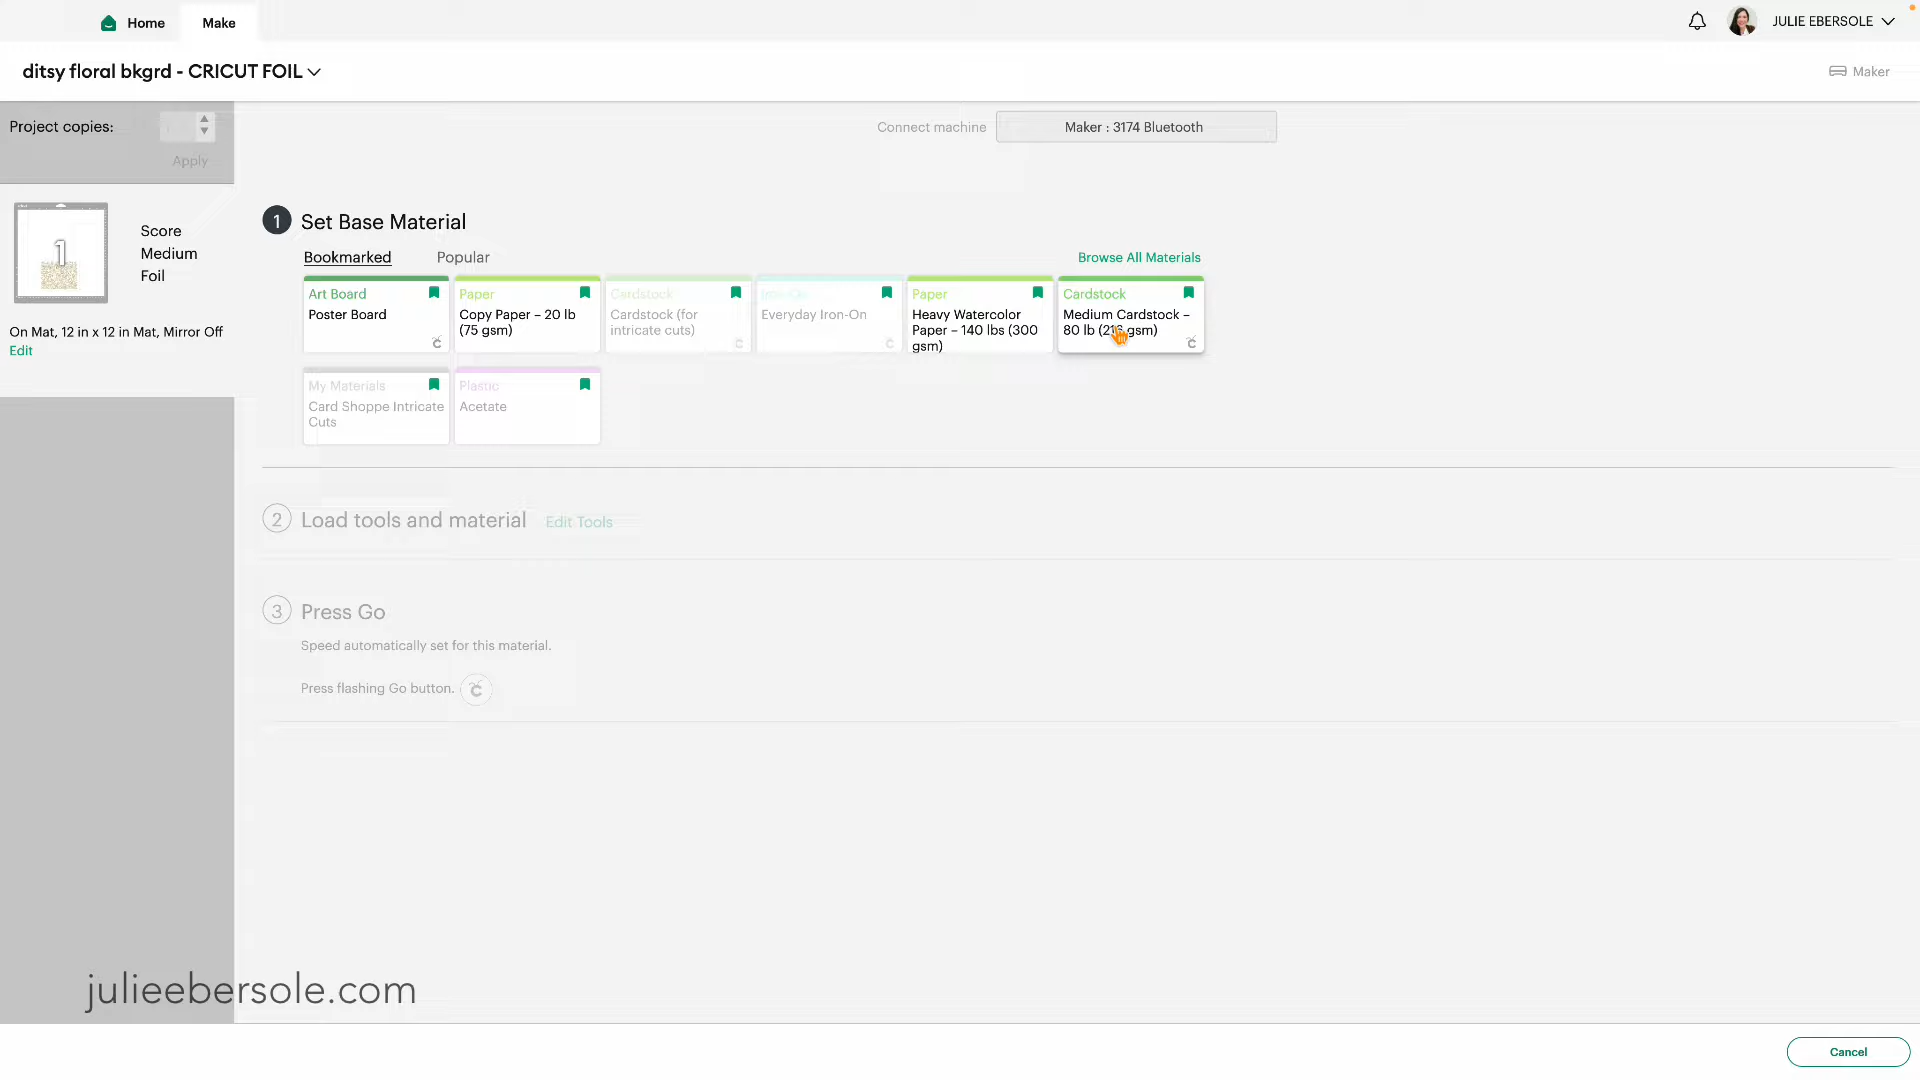 Home
Make
JULIE EBERSOLE
ditsy floral bkgrd - CRICUT FOIL
Maker
Project copies:
Apply
Connect machine
Maker : 3174 Bluetooth
1
Score
Medium
Foil
On Mat, 12 in x 12 in Mat, Mirror Off
Edit
1 Set Base Material
Bookmarked
Popular
Browse All Materials
Art Board
Poster Board
Paper
Copy Paper – 20 lb
(75 gsm)
Cardstock
Cardstock (for
intricate cuts)
Iron-On
Everyday Iron-On
Paper
Heavy Watercolor
Paper – 140 lbs (300
gsm)
Cardstock
Medium Cardstock –
80 lb (216 gsm)
My Materials
Card Shoppe Intricate
Cuts
Plastic
Acetate
2 Load tools and material
Edit Tools
3 Press Go
Speed automatically set for this material.
Press flashing Go button.
julieebersole.com
Cancel